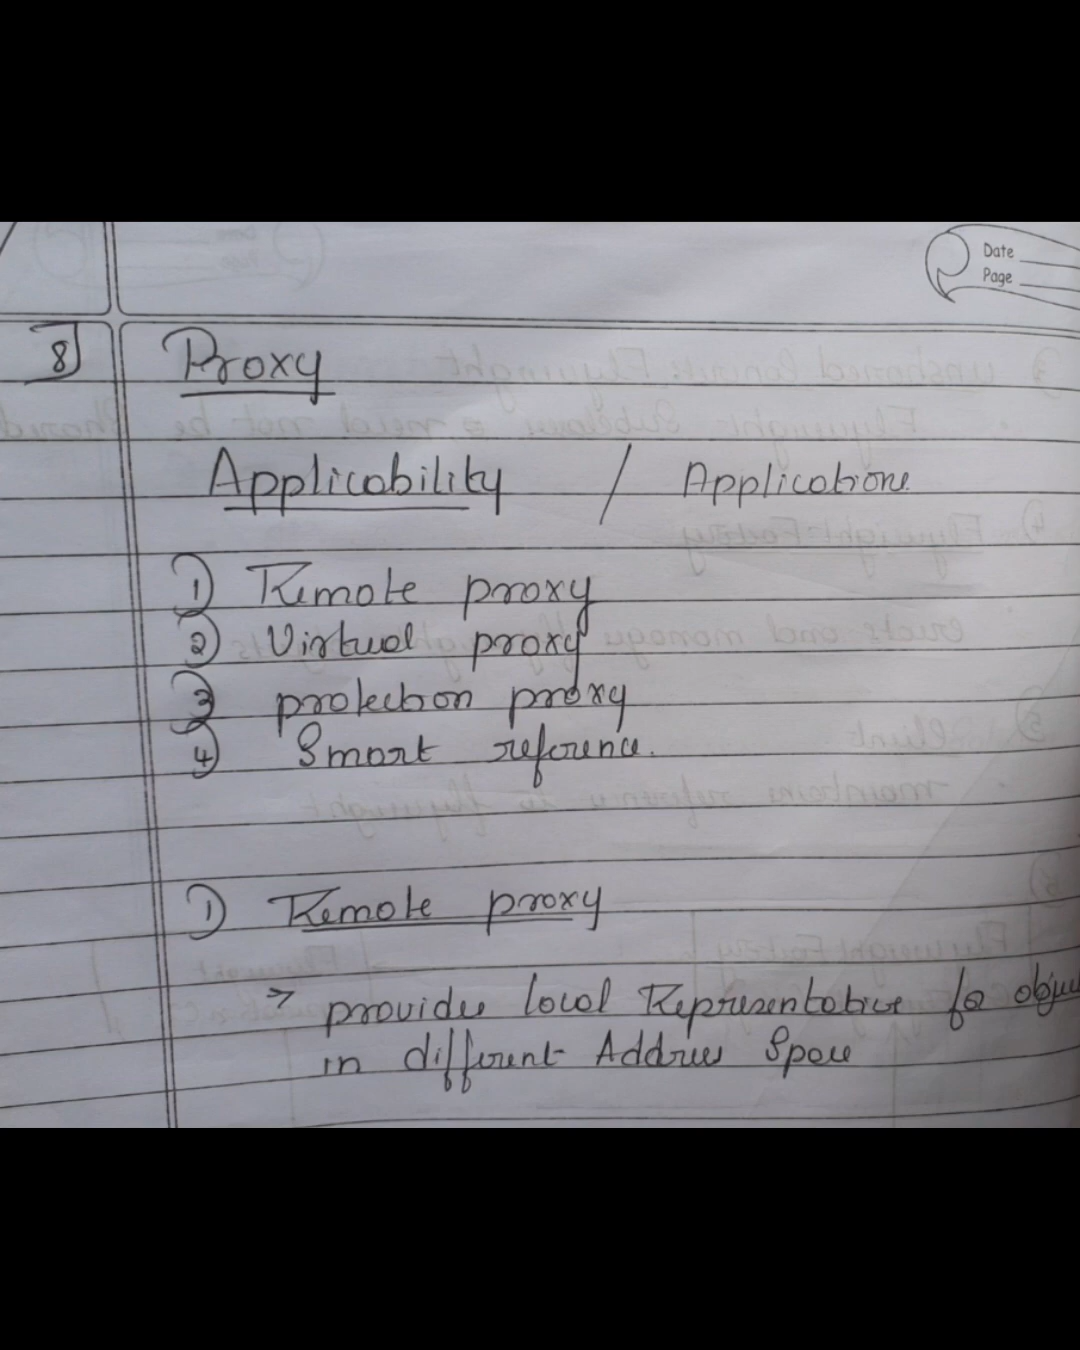 Date
Page
8
Proxy
Applicability / Applications
1) Remote proxy
2) Virtual proxy
3) protection proxy
4) Smart reference.
1) Remote proxy
→ provides local Representative for objec
in different Address Space